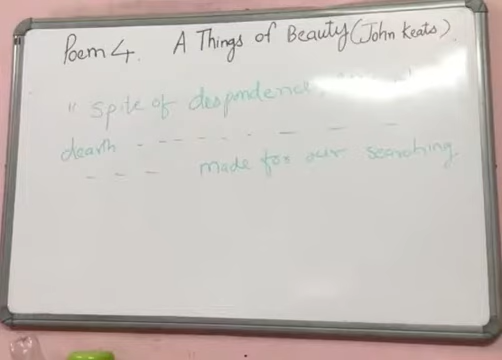 Poem 4. A Things of Beauty (John Keats)
" Spite of despondence,
dearth - - - - - - - - -
- - - made for our searching